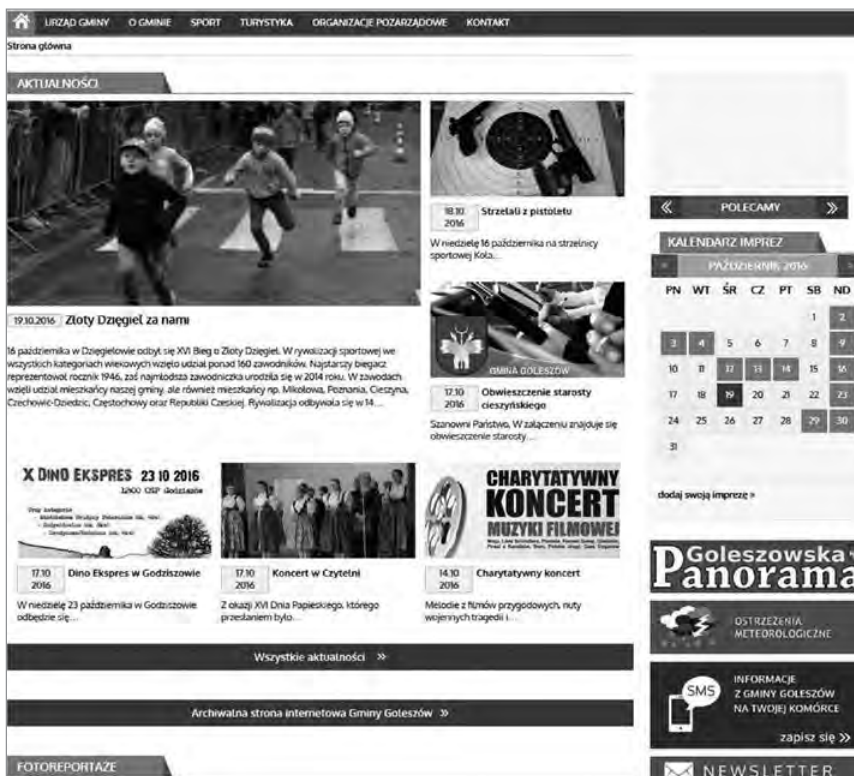 URZĄD GMINY O GMINIE SPORT TURYSTYKA ORGANIZACJE POZARZĄDOWE KONTAKT
Strona główna
AKTUALNOŚCI
19.10.2016 Złoty Dzięgiel za nami
16 października w Dzięgielowie odbył się XVI Bieg o Złoty Dzięgiel. W rywalizacji sportowej we
wszystkich kategoriach wiekowych wzięło udział ponad 160 zawodników. Najstarszy biegacz
reprezentował rocznik 1946, zaś najmłodsza zawodniczka urodziła się w 2014 roku. W zawodach
wzięli udział mieszkańcy naszej gminy, ale również mieszkańcy np. Mikołowa, Poznania, Cieszyna,
Czechowic-Dziedzic, Częstochowy oraz Republiki Czeskiej. Rywalizacja odbywała się w 14...
18.10
2016
Strzelali z pistoletu
W niedzielę 16 października na strzelnicy
sportowej Koła...
GMINA GOLESZÓW
17.10
2016
Obwieszczenie starosty
cieszyńskiego
Szanowni Państwo, W załączeniu znajduje się
obwieszczenie starosty...
X DINO EKSPRES 23 10 2016
17.10
2016
Dino Ekspres w Godziszowie
W niedzielę 23 października w Godziszowie
odbędzie się...
17.10
2016
Koncert w Czytelni
Z okazji XVI Dnia Papieskiego, którego
przesłaniem było...
CHARYTATYWNY
KONCERT
MUZYKI FILMOWEJ
14.10
2016
Charytatywny koncert
Melodie z filmów przygodowych, nuty
wojennych tragedii i...
Wszystkie aktualności »
Archiwalna strona internetowa Gminy Goleszów »
FOTOREPORTAŻE
« POLECAMY »
KALENDARZ IMPREZ
« PAŹDZIERNIK 2016 »
PN WT ŚR CZ PT SB ND
1 2
3 4 5 6 7 8 9
10 11 12 13 14 15 16
17 18 19 20 21 22 23
24 25 26 27 28 29 30
31
dodaj swoją imprezę »
Goleszowska
Panorama
OSTRZEŻENIA
METEOROLOGICZNE
SMS
INFORMACJE
Z GMINY GOLESZÓW
NA TWOJEJ KOMÓRCE
zapisz się »
NEWSLETTER